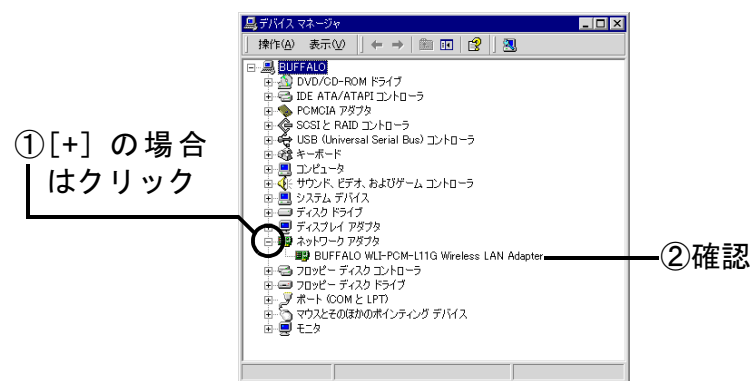 デバイス マネージャ
操作(A) 表示(V)
BUFFALO
DVD/CD-ROM ドライブ
IDE ATA/ATAPI コントローラ
PCMCIA アダプタ
SCSI と RAID コントローラ
USB (Universal Serial Bus) コントローラ
キーボード
コンピュータ
サウンド、ビデオ、およびゲーム コントローラ
システム デバイス
ディスク ドライブ
ディスプレイ アダプタ
ネットワーク アダプタ
BUFFALO WLI-PCM-L11G Wireless LAN Adapter
フロッピー ディスク コントローラ
フロッピー ディスク ドライブ
ポート (COM と LPT)
マウスとそのほかのポインティング デバイス
モニタ
①[+] の場合
はクリック
②確認